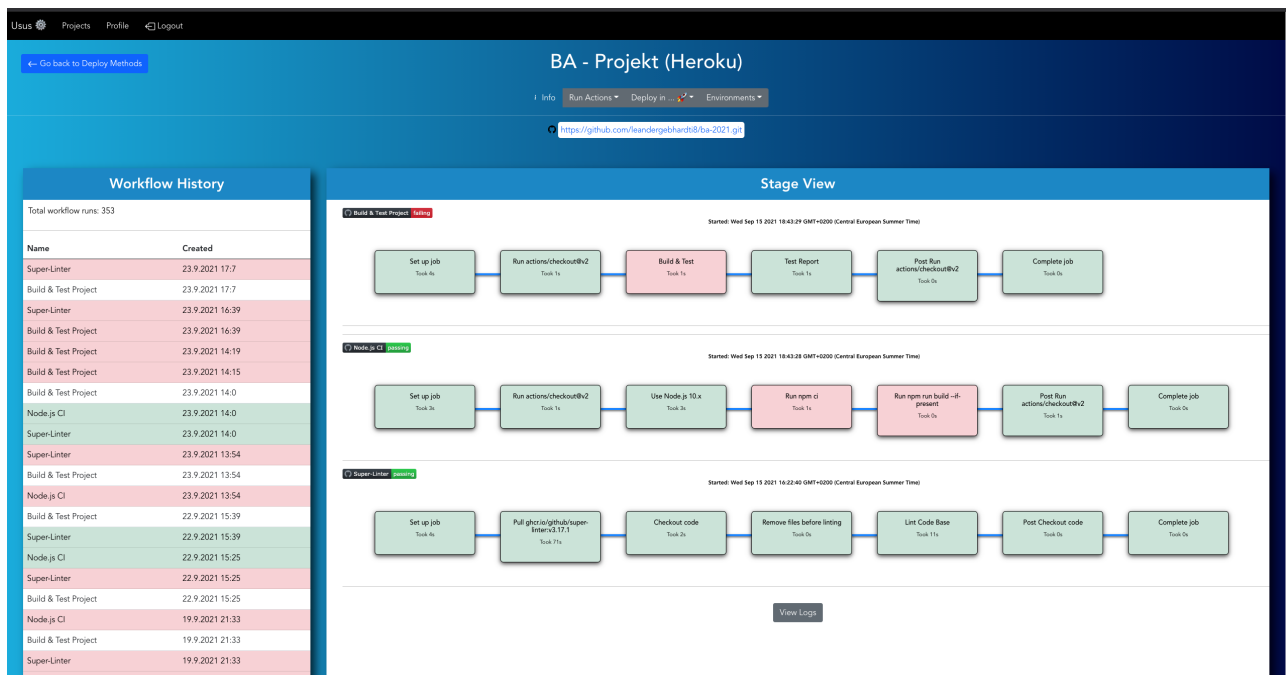 Usus Projects Profile Logout
← Go back to Deploy Methods
BA - Projekt (Heroku)
Info Run Actions Deploy in ... 🚀 Environments
https://github.com/leandergebhardti8/ba-2021.git
Workflow History
Total workflow runs: 353
Name Created
Super-Linter 23.9.2021 17:7
Build & Test Project 23.9.2021 17:7
Super-Linter 23.9.2021 16:39
Build & Test Project 23.9.2021 16:39
Build & Test Project 23.9.2021 14:19
Build & Test Project 23.9.2021 14:15
Build & Test Project 23.9.2021 14:0
Node.js CI 23.9.2021 14:0
Super-Linter 23.9.2021 14:0
Super-Linter 23.9.2021 13:54
Build & Test Project 23.9.2021 13:54
Node.js CI 23.9.2021 13:54
Build & Test Project 22.9.2021 15:39
Super-Linter 22.9.2021 15:39
Node.js CI 22.9.2021 15:25
Super-Linter 22.9.2021 15:25
Build & Test Project 22.9.2021 15:25
Node.js CI 19.9.2021 21:33
Build & Test Project 19.9.2021 21:33
Super-Linter 19.9.2021 21:33
Stage View
Build & Test Project failing
Started: Wed Sep 15 2021 18:43:29 GMT+0200 (Central European Summer Time)
Set up job
Took 4s
Run actions/checkout@v2
Took 1s
Build & Test
Took 1s
Test Report
Took 1s
Post Run
actions/checkout@v2
Took 0s
Complete job
Took 0s
Node.js CI passing
Started: Wed Sep 15 2021 18:43:28 GMT+0200 (Central European Summer Time)
Set up job
Took 3s
Run actions/checkout@v2
Took 1s
Use Node.js 10.x
Took 3s
Run npm ci
Took 1s
Run npm run build --if-
present
Took 0s
Post Run
actions/checkout@v2
Took 1s
Complete job
Took 0s
Super-Linter passing
Started: Wed Sep 15 2021 16:22:40 GMT+0200 (Central European Summer Time)
Set up job
Took 4s
Pull ghcr.io/github/super-
linter:v3.17.1
Took 71s
Checkout code
Took 2s
Remove files before linting
Took 0s
Lint Code Base
Took 11s
Post Checkout code
Took 0s
Complete job
Took 0s
View Logs